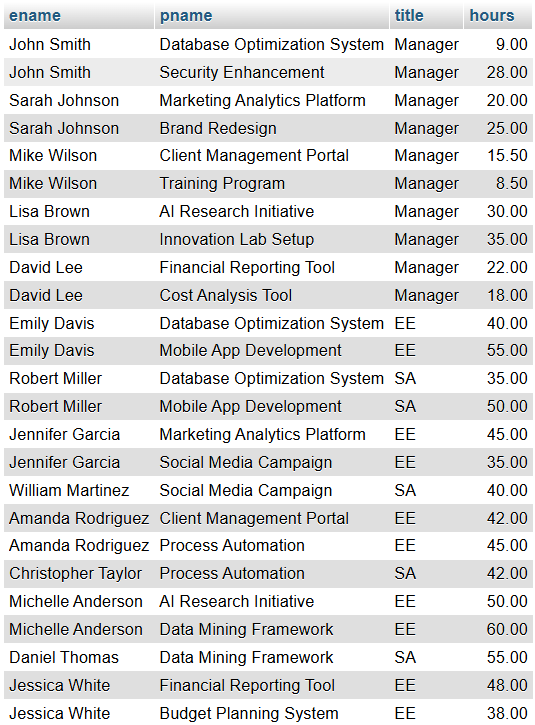 ename pname title hours
John Smith Database Optimization System Manager 9.00
John Smith Security Enhancement Manager 28.00
Sarah Johnson Marketing Analytics Platform Manager 20.00
Sarah Johnson Brand Redesign Manager 25.00
Mike Wilson Client Management Portal Manager 15.50
Mike Wilson Training Program Manager 8.50
Lisa Brown AI Research Initiative Manager 30.00
Lisa Brown Innovation Lab Setup Manager 35.00
David Lee Financial Reporting Tool Manager 22.00
David Lee Cost Analysis Tool Manager 18.00
Emily Davis Database Optimization System EE 40.00
Emily Davis Mobile App Development EE 55.00
Robert Miller Database Optimization System SA 35.00
Robert Miller Mobile App Development SA 50.00
Jennifer Garcia Marketing Analytics Platform EE 45.00
Jennifer Garcia Social Media Campaign EE 35.00
William Martinez Social Media Campaign SA 40.00
Amanda Rodriguez Client Management Portal EE 42.00
Amanda Rodriguez Process Automation EE 45.00
Christopher Taylor Process Automation SA 42.00
Michelle Anderson AI Research Initiative EE 50.00
Michelle Anderson Data Mining Framework EE 60.00
Daniel Thomas Data Mining Framework SA 55.00
Jessica White Financial Reporting Tool EE 48.00
Jessica White Budget Planning System EE 38.00